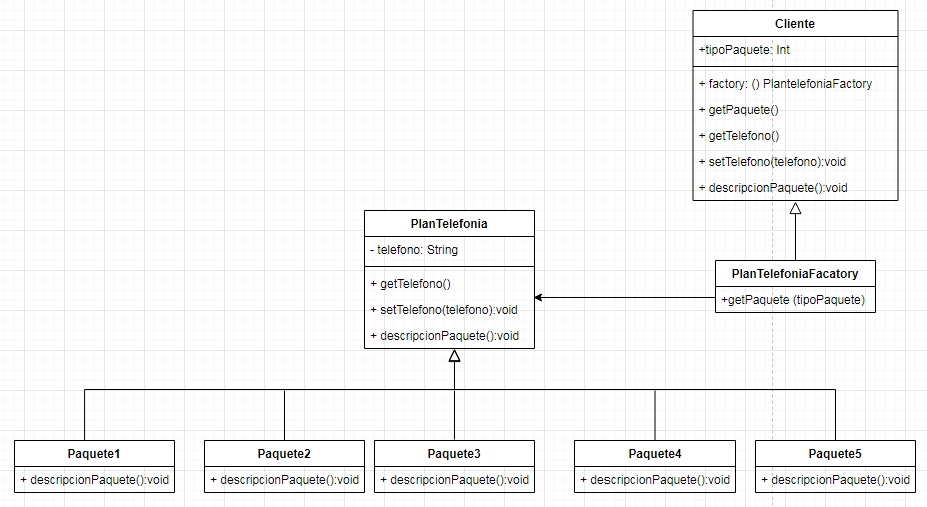 Cliente
+tipoPaquete: Int
+ factory: () PlantelefoniaFactory
+ getPaquete()
+ getTelefono()
+ setTelefono(telefono):void
+ descripcionPaquete():void
PlanTelefonia
- telefono: String
+ getTelefono()
+ setTelefono(telefono):void
+ descripcionPaquete():void
PlanTelefoniaFacatory
+getPaquete (tipoPaquete)
Paquete1
+ descripcionPaquete():void
Paquete2
+ descripcionPaquete():void
Paquete3
+ descripcionPaquete():void
Paquete4
+ descripcionPaquete():void
Paquete5
+ descripcionPaquete():void